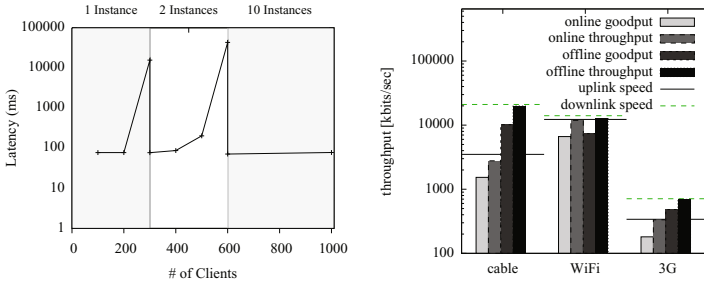 1 Instance 2 Instances 10 Instances
100000
10000
1000
100
10
1
Latency (ms)
0 200 400 600 800 1000
# of Clients
online goodput
online throughput
offline goodput
offline throughput
uplink speed
downlink speed
100000
10000
1000
100
throughput [kbits/sec]
cable WiFi 3G